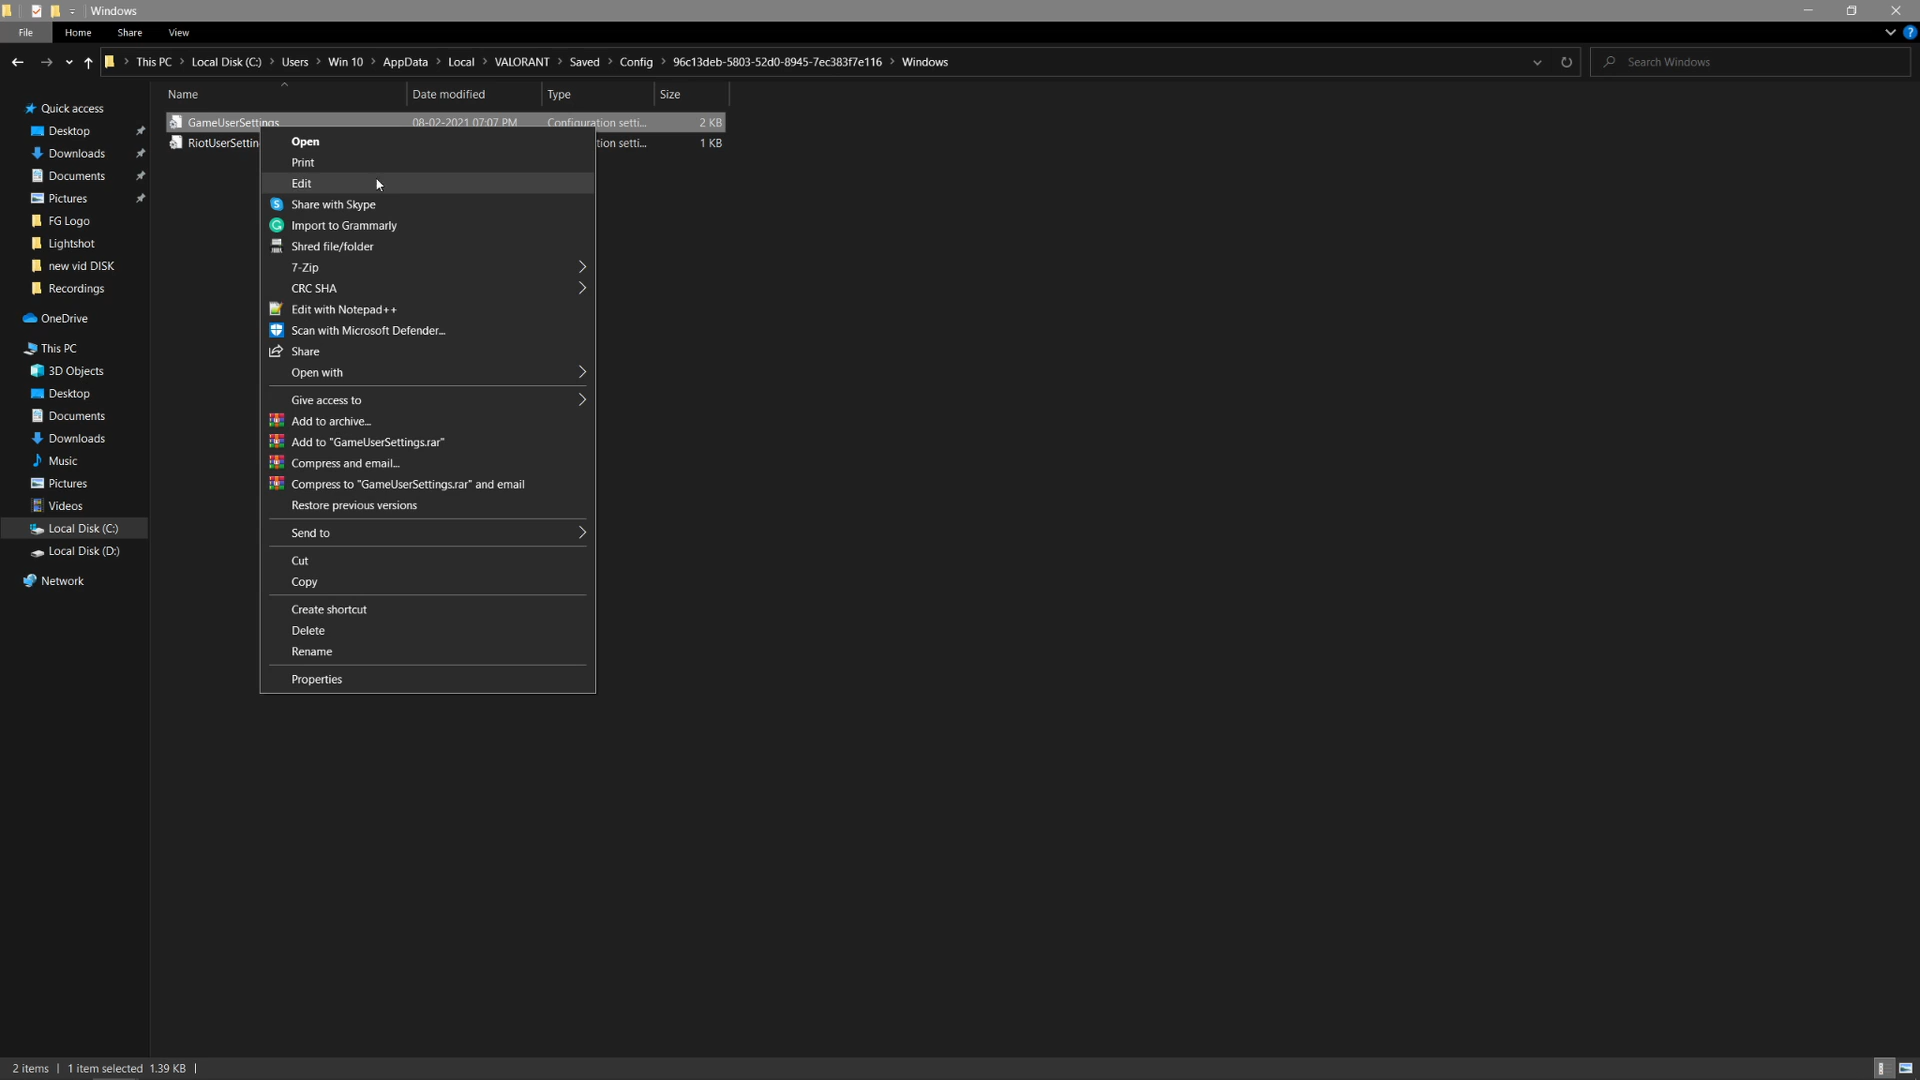 Windows
File Home Share View
This PC Local Disk (C:) Users Win 10 AppData Local VALORANT Saved Config 96c13deb-5803-52d0-8945-7ec383f7e116 Windows
Search Windows
Name Date modified Type Size
Quick access
Desktop
Downloads
Documents
Pictures
FG Logo
Lightshot
new vid DISK
Recordings
OneDrive
This PC
3D Objects
Desktop
Documents
Downloads
Music
Pictures
Videos
Local Disk (C:)
Local Disk (D:)
Network
GameUserSettings 08-02-2021 07:07 PM Configuration setti... 2 KB
RiotUserSettin tion setti... 1 KB
Open
Print
Edit
Share with Skype
Import to Grammarly
Shred file/folder
7-Zip
CRC SHA
Edit with Notepad++
Scan with Microsoft Defender...
Share
Open with
Give access to
Add to archive...
Add to "GameUserSettings.rar"
Compress and email...
Compress to "GameUserSettings.rar" and email
Restore previous versions
Send to
Cut
Copy
Create shortcut
Delete
Rename
Properties
2 items 1 item selected 1.39 KB